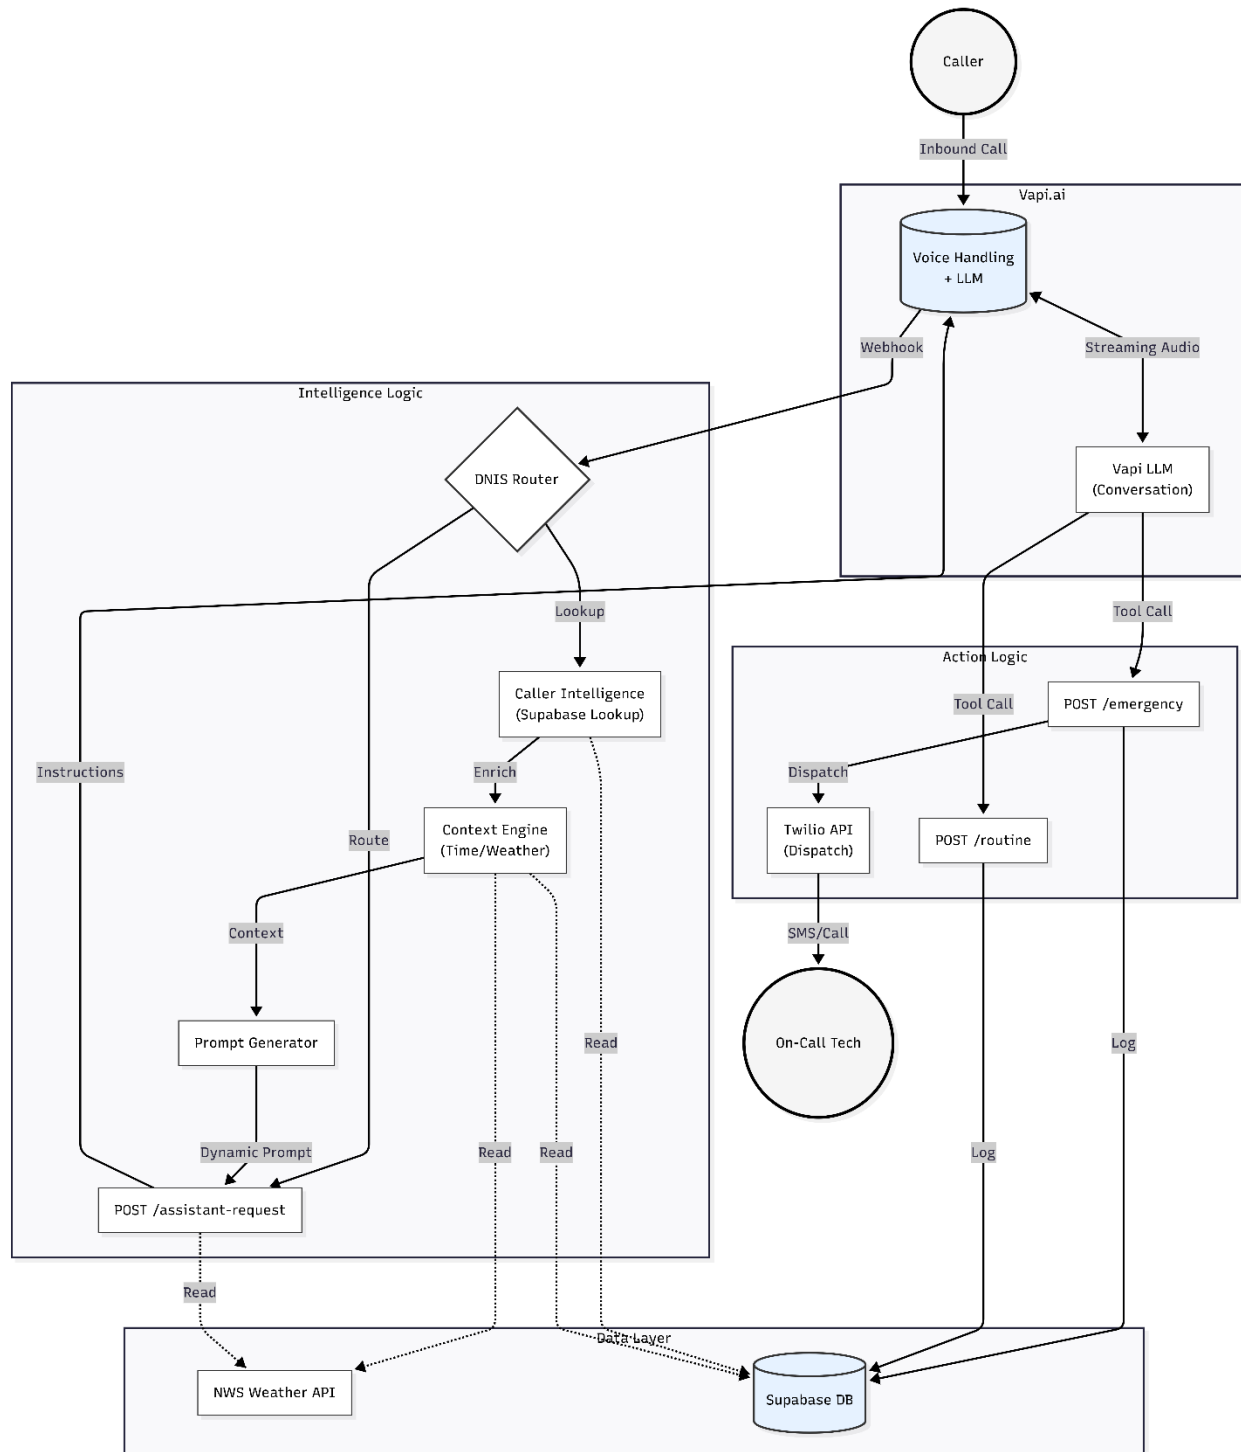 Caller
Inbound Call
Vapi.ai
Voice Handling
+ LLM
Webhook
Streaming Audio
Intelligence Logic
DNIS Router
Vapi LLM
(Conversation)
Lookup
Tool Call
Action Logic
Caller Intelligence
(Supabase Lookup)
Tool Call
POST /emergency
Instructions
Enrich
Dispatch
Context Engine
(Time/Weather)
Route
Twilio API
(Dispatch)
POST /routine
Context
SMS/Call
Prompt Generator
Read
On-Call Tech
Log
Dynamic Prompt
Read
Read
Log
POST /assistant-request
Read
Data Layer
NWS Weather API
Supabase DB